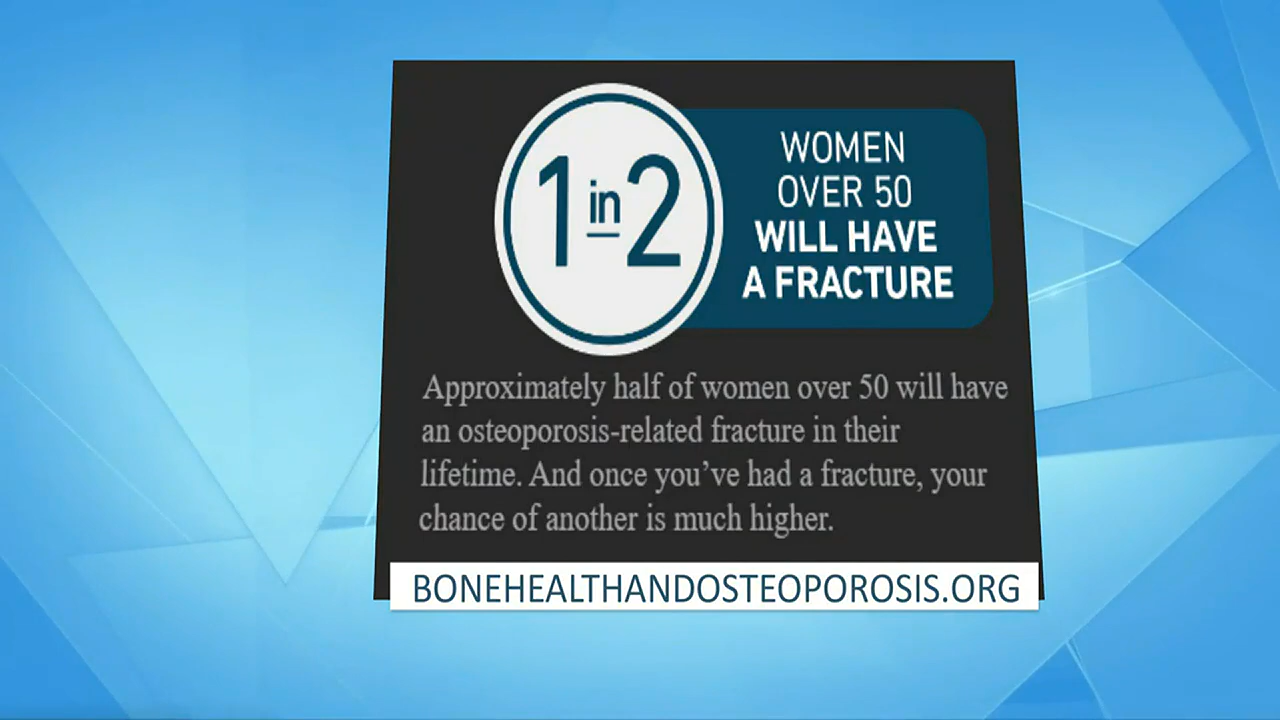 1 in 2
WOMEN
OVER 50
WILL HAVE
A FRACTURE
Approximately half of women over 50 will have
an osteoporosis-related fracture in their
lifetime. And once you’ve had a fracture, your
chance of another is much higher.
BONEHEALTHANDOSTEOPOROSIS.ORG